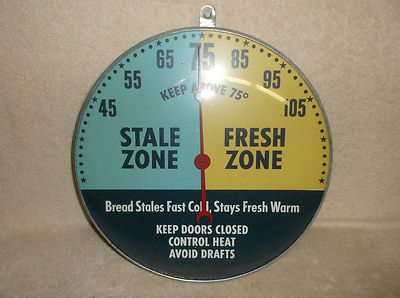 45 55 65 75 85 95 105
KEEP ABOVE 75°
STALE ZONE
FRESH ZONE
Bread Stales Fast Cold, Stays Fresh Warm
KEEP DOORS CLOSED
CONTROL HEAT
AVOID DRAFTS